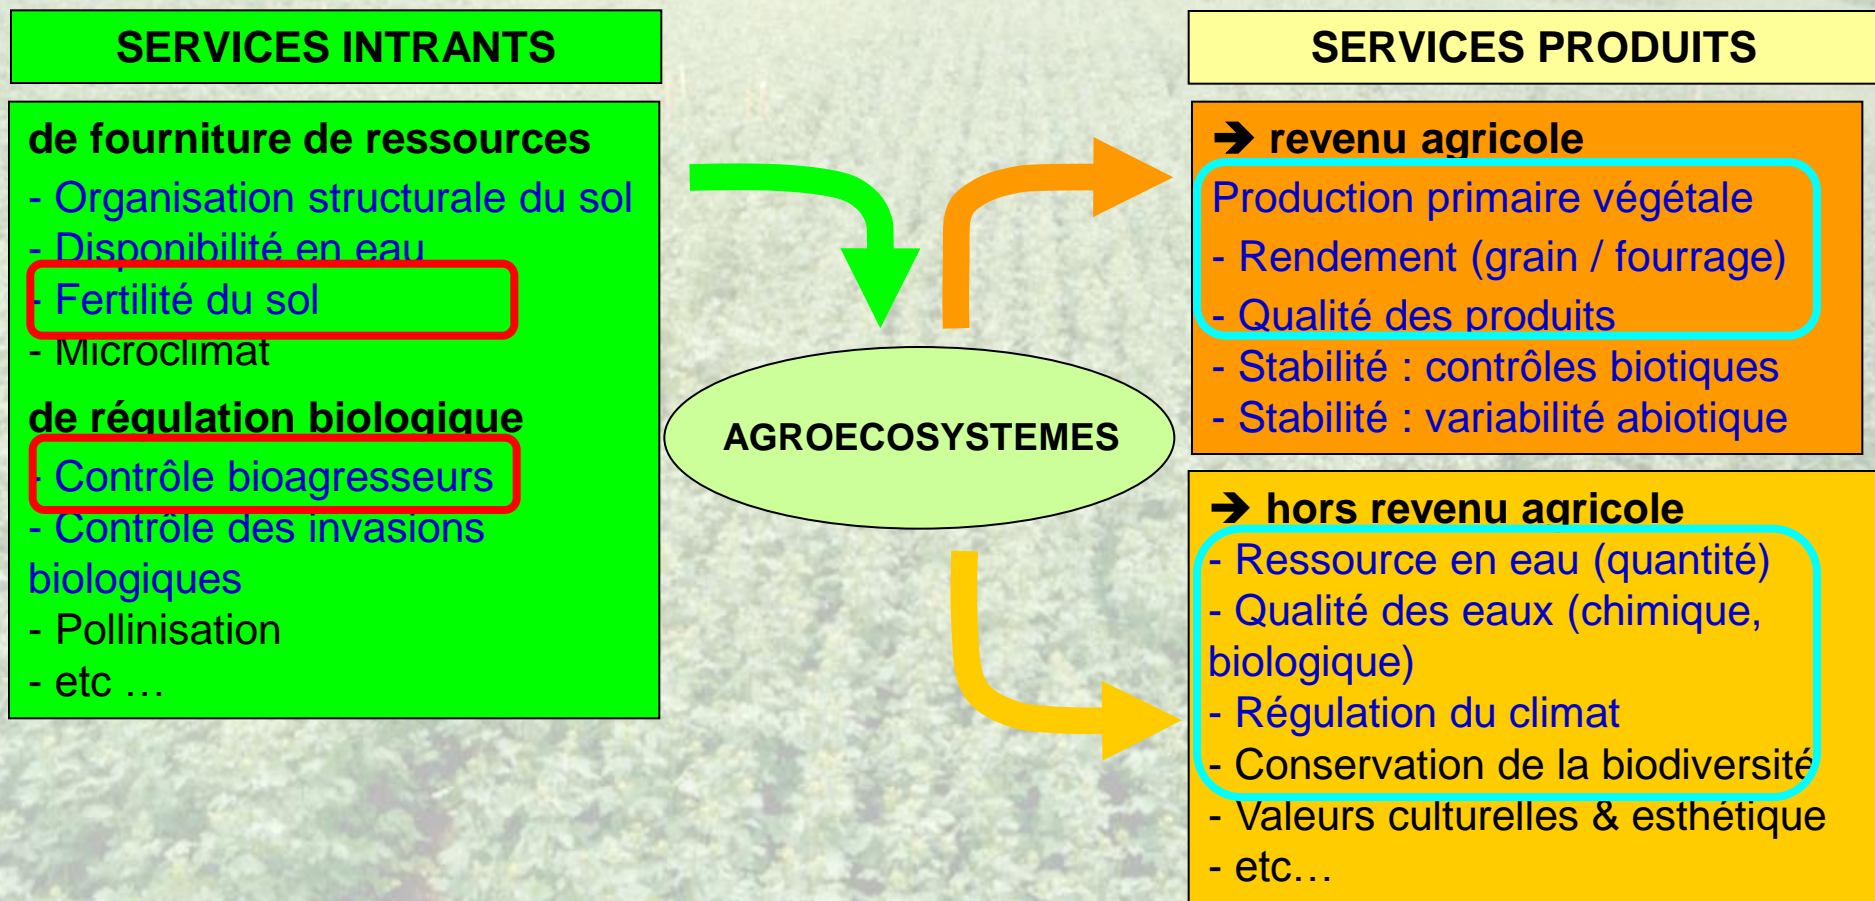 SERVICES INTRANTS
de fourniture de ressources
- Organisation structurale du sol
- Disponibilité en eau
- Fertilité du sol
- Microclimat
de régulation biologique
- Contrôle bioagresseurs
- Contrôle des invasions
biologiques
- Pollinisation
- etc …
AGROECOSYSTEMES
SERVICES PRODUITS
➔ revenu agricole
Production primaire végétale
- Rendement (grain / fourrage)
- Qualité des produits
- Stabilité : contrôles biotiques
- Stabilité : variabilité abiotique
➔ hors revenu agricole
- Ressource en eau (quantité)
- Qualité des eaux (chimique,
biologique)
- Régulation du climat
- Conservation de la biodiversité
- Valeurs culturelles & esthétique
- etc…